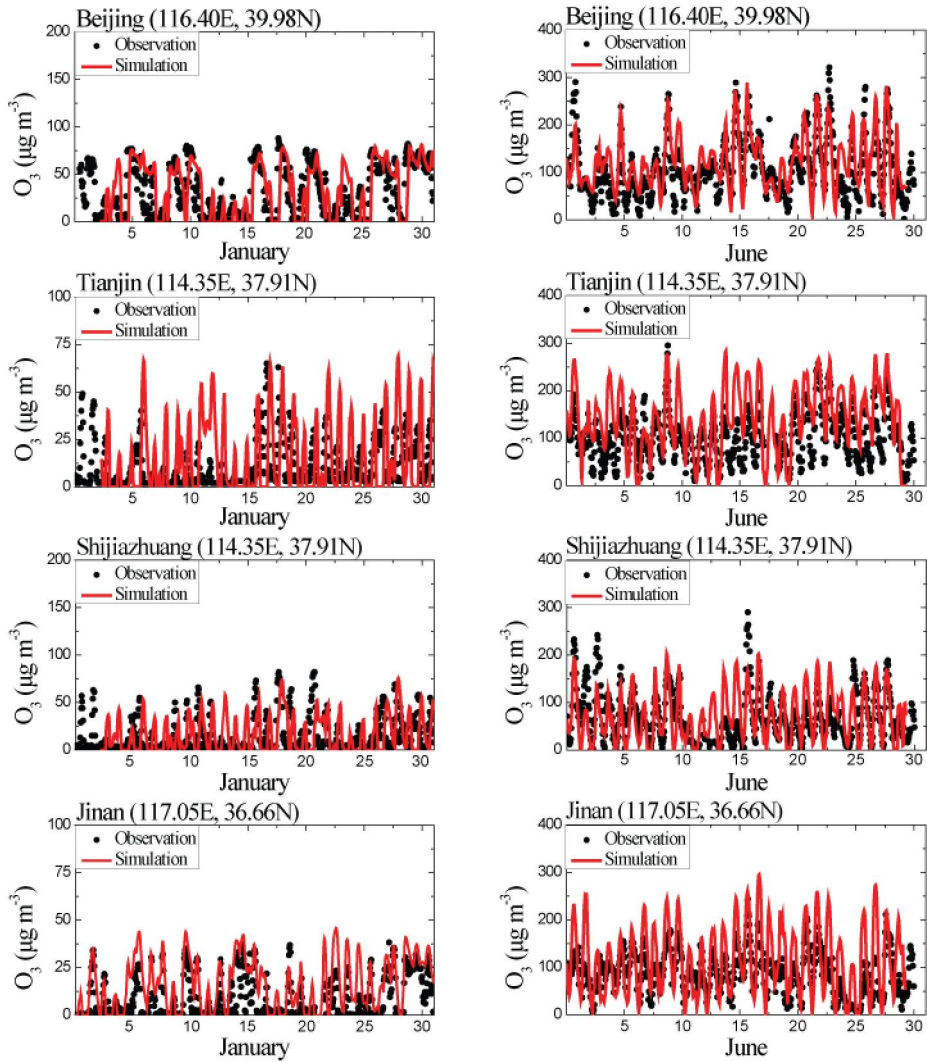 Beijing (116.40E, 39.98N)
200
150
100
50
0
O3 (μg m-3)
Observation
Simulation
5 10 15 20 25 30
January
Beijing (116.40E, 39.98N)
400
300
200
100
0
O3 (μg m-3)
Observation
Simulation
5 10 15 20 25 30
June
Tianjin (114.35E, 37.91N)
100
75
50
25
0
O3 (μg m-3)
Observation
Simulation
5 10 15 20 25 30
January
Tianjin (114.35E, 37.91N)
400
300
200
100
0
O3 (μg m-3)
Observation
Simulation
5 10 15 20 25 30
June
Shijiazhuang (114.35E, 37.91N)
200
150
100
50
0
O3 (μg m-3)
Observation
Simulation
5 10 15 20 25 30
January
Shijiazhuang (114.35E, 37.91N)
400
300
200
100
0
O3 (μg m-3)
Observation
Simulation
5 10 15 20 25 30
June
Jinan (117.05E, 36.66N)
100
75
50
25
0
O3 (μg m-3)
Observation
Simulation
5 10 15 20 25 30
January
Jinan (117.05E, 36.66N)
400
300
200
100
0
O3 (μg m-3)
Observation
Simulation
5 10 15 20 25 30
June